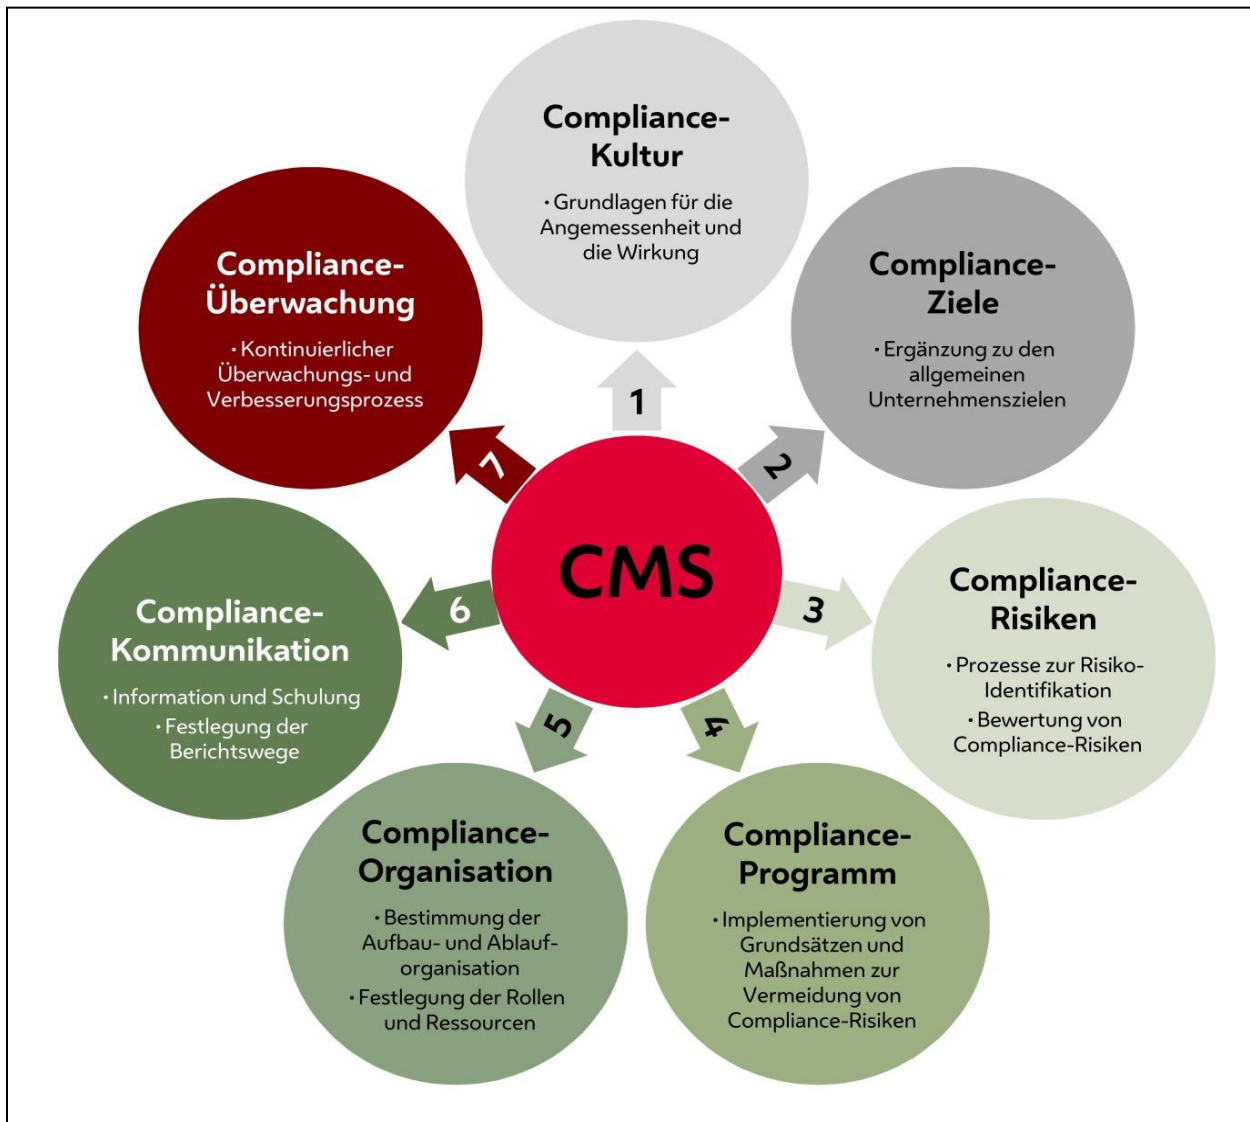 Compliance-
Kultur
• Grundlagen für die
Angemessenheit und
die Wirkung
1
Compliance-
Ziele
• Ergänzung zu den
allgemeinen
Unternehmenszielen
2
Compliance-
Risiken
• Prozesse zur Risiko-
Identifikation
• Bewertung von
Compliance-Risiken
3
Compliance-
Programm
• Implementierung von
Grundsätzen und
Maßnahmen zur
Vermeidung von
Compliance-Risiken
4
Compliance-
Organisation
• Bestimmung der
Aufbau- und Ablauf-
organisation
• Festlegung der Rollen
und Ressourcen
5
Compliance-
Kommunikation
• Information und Schulung
• Festlegung der
Berichtswege
6
Compliance-
Überwachung
• Kontinuierlicher
Überwachungs- und
Verbesserungsprozess
7
CMS